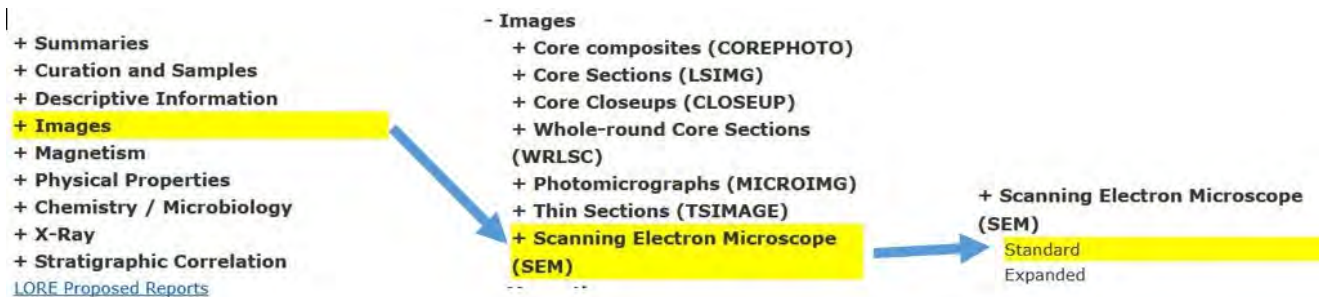 + Summaries
+ Curation and Samples
+ Descriptive Information
+ Images
+ Magnetism
+ Physical Properties
+ Chemistry / Microbiology
+ X-Ray
+ Stratigraphic Correlation
LORE Proposed Reports
- Images
+ Core composites (COREPHOTO)
+ Core Sections (LSIMG)
+ Core Closeups (CLOSEUP)
+ Whole-round Core Sections
(WRLSC)
+ Photomicrographs (MICROIMG)
+ Thin Sections (TSIMAGE)
+ Scanning Electron Microscope
(SEM)
+ Scanning Electron Microscope
(SEM)
Standard
Expanded